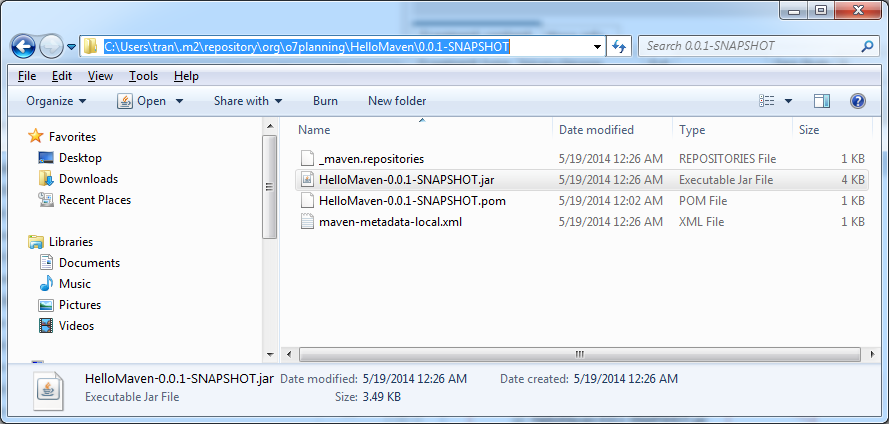 C:\Users\tran\.m2\repository\org\o7planning\HelloMaven\0.0.1-SNAPSHOT
Search 0.0.1-SNAPSHOT
File Edit View Tools Help
Organize Open Share with Burn New folder
Name Date modified Type Size
Favorites
Desktop
Downloads
Recent Places
Libraries
Documents
Music
Pictures
Videos
_maven.repositories 5/19/2014 12:26 AM REPOSITORIES File 1 KB
HelloMaven-0.0.1-SNAPSHOT.jar 5/19/2014 12:26 AM Executable Jar File 4 KB
HelloMaven-0.0.1-SNAPSHOT.pom 5/19/2014 12:02 AM POM File 1 KB
maven-metadata-local.xml 5/19/2014 12:26 AM XML File 1 KB
HelloMaven-0.0.1-SNAPSHOT.jar Date modified: 5/19/2014 12:26 AM Date created: 5/19/2014 12:26 AM
Executable Jar File Size: 3.49 KB